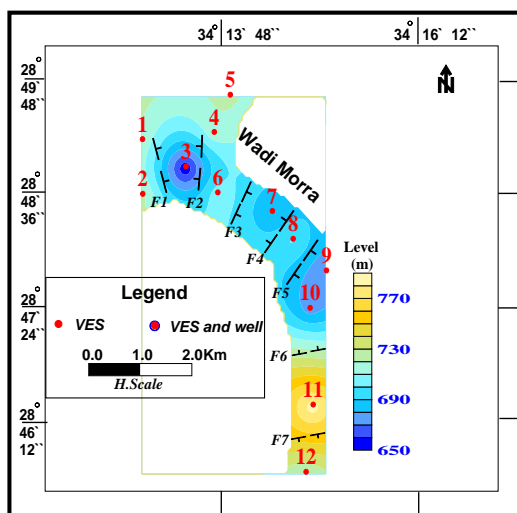 34° 13 48`` 34° 16 12``
28° 49 48``
5
N
4
1
3
Wadi Morra
28° 48 36``
2
6
F1 F2
7
F3
8
F4
Level (m)
9
F5
10
Legend
VES
VES and well
0.0 1.0 2.0Km
H.Scale
28° 47 24``
770
730
690
650
F6
11
28° 46 12``
F7
12